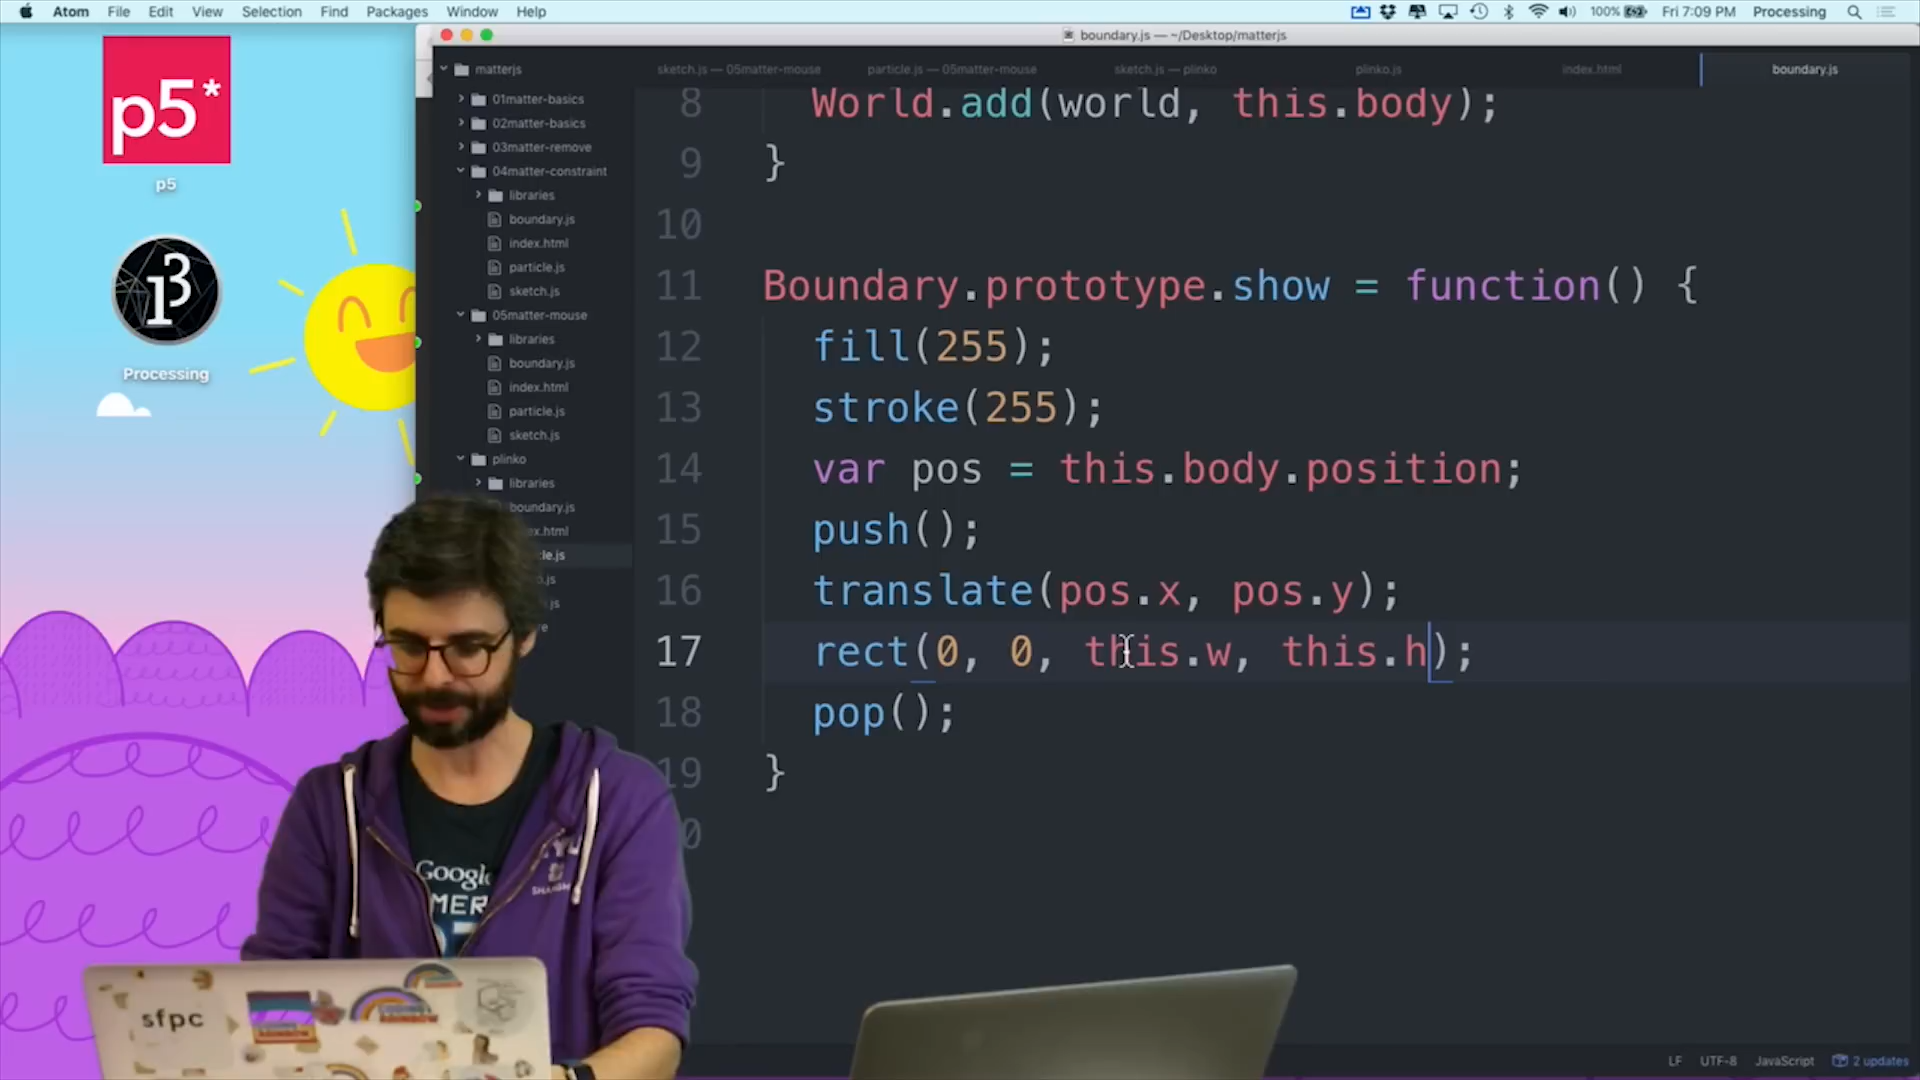 Atom File Edit View Selection Find Packages Window Help
100% Fri 7:09 PM Processing
boundary.js — ~/Desktop/matterjs
p5*
p5
Processing
matterjs
01matter-basics
02matter-basics
03matter-remove
04matter-constraint
libraries
boundary.js
index.html
particle.js
sketch.js
05matter-mouse
libraries
boundary.js
index.html
particle.js
sketch.js
plinko
libraries
boundary.js
sketch.js — 05matter-mouse particle.js — 05matter-mouse sketch.js — plinko plinko.js index.html boundary.js
8 World.add(world, this.body);
9 }
10
11 Boundary.prototype.show = function() {
12 fill(255);
13 stroke(255);
14 var pos = this.body.position;
15 push();
16 translate(pos.x, pos.y);
17 rect(0, 0, this.w, this.h);
18 pop();
19 }
Google
sfpc
LF UTF-8 JavaScript 2 updates